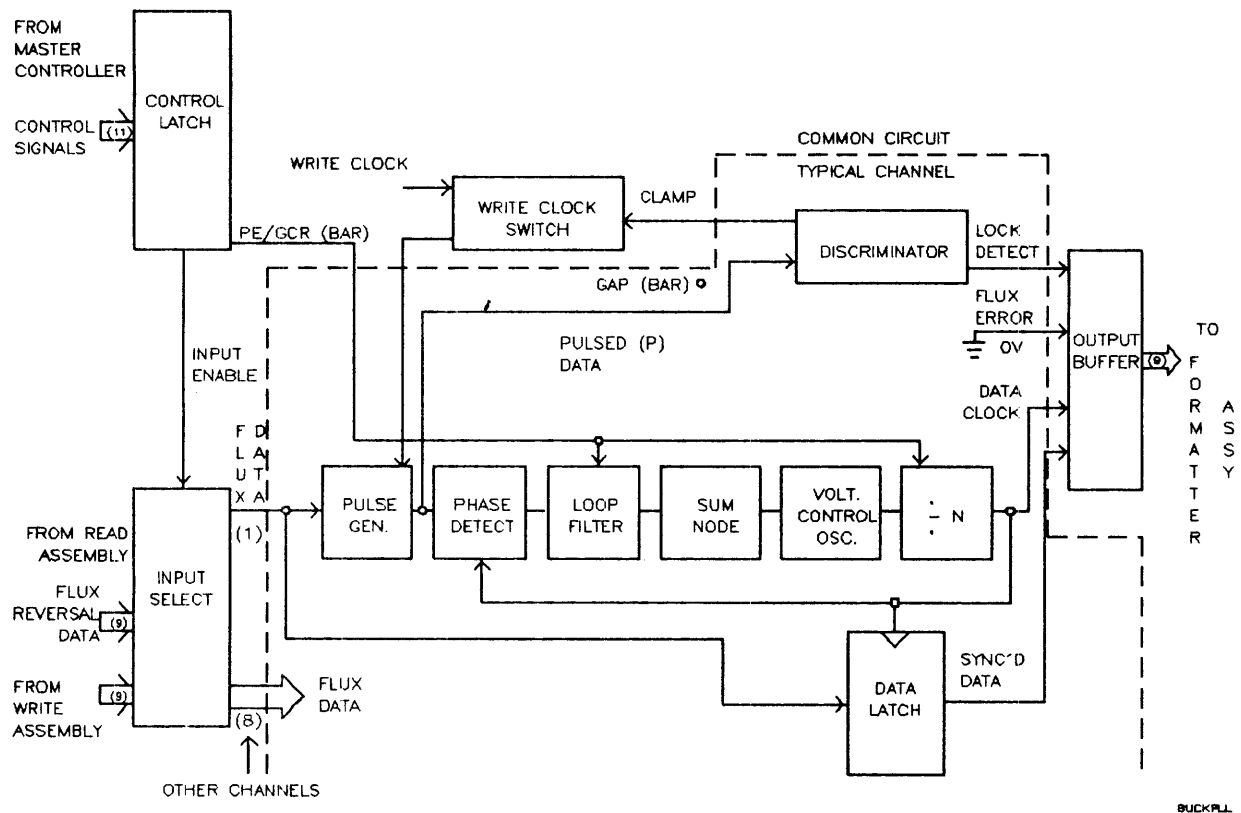 FROM
MASTER
CONTROLLER
CONTROL
SIGNALS
(11)
CONTROL
LATCH
WRITE CLOCK
WRITE CLOCK
SWITCH
CLAMP
COMMON CIRCUIT
TYPICAL CHANNEL
DISCRIMINATOR
LOCK
DETECT
PE/GCR (BAR)
GAP (BAR)
FLUX
ERROR
0V
OUTPUT
BUFFER
(9)
TO
FORMATTER
ASSY
INPUT
ENABLE
PULSED (P)
DATA
DATA
CLOCK
FLUX
DATA
(1)
PULSE
GEN.
PHASE
DETECT
LOOP
FILTER
SUM
NODE
VOLT.
CONTROL
OSC.
÷ N
FROM READ
ASSEMBLY
FLUX
REVERSAL
DATA
(9)
INPUT
SELECT
FROM
WRITE
ASSEMBLY
(9)
(8)
FLUX
DATA
DATA
LATCH
SYNC'D
DATA
OTHER CHANNELS
BUCKPLL